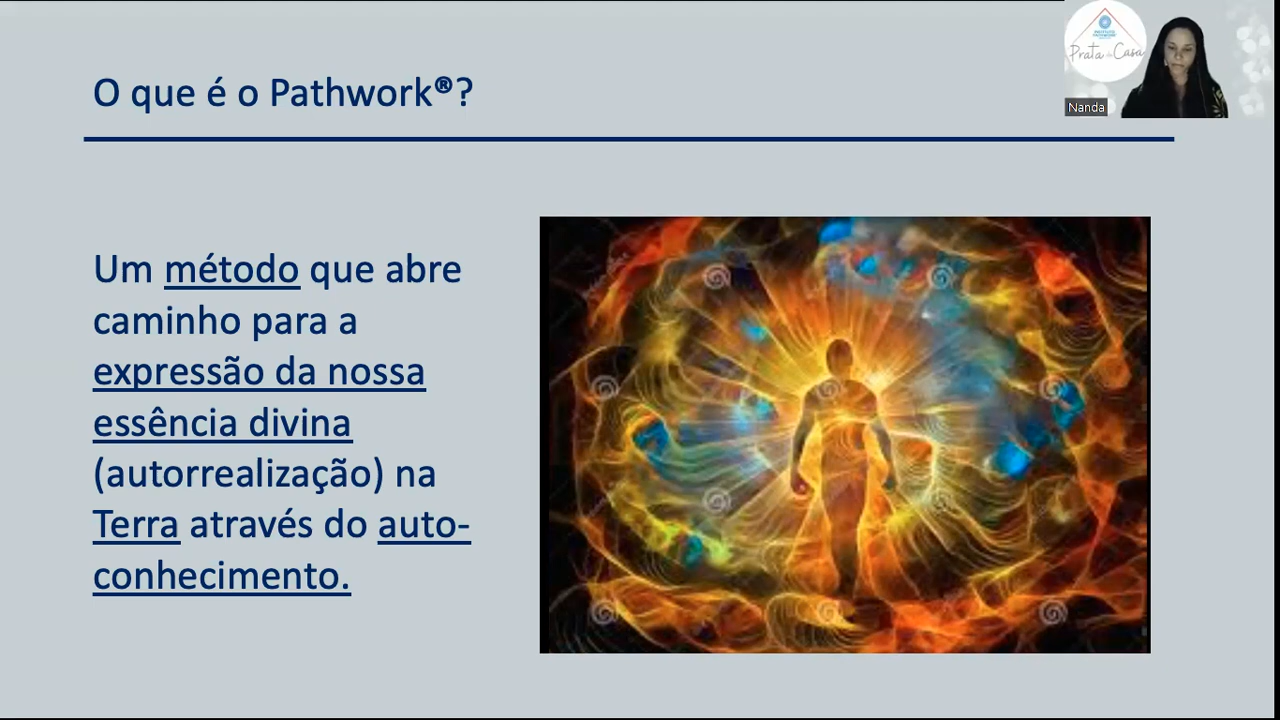 O que é o Pathwork®?
Prata da Casa
Nanda
Um método que abre
caminho para a
expressão da nossa
essência divina
(autorrealização) na
Terra através do auto-
conhecimento.